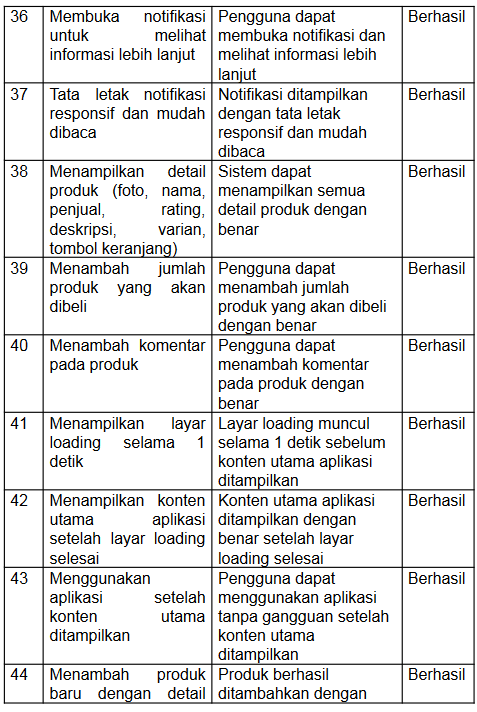 36 Membuka notifikasi Pengguna dapat Berhasil
untuk melihat membuka notifikasi dan
informasi lebih lanjut melihat informasi lebih
lanjut
37 Tata letak notifikasi Notifikasi ditampilkan Berhasil
responsif dan mudah dengan tata letak
dibaca responsif dan mudah
dibaca
38 Menampilkan detail Sistem dapat Berhasil
produk (foto, nama, menampilkan semua
penjual, rating, detail produk dengan
deskripsi, varian, benar
tombol keranjang)
39 Menambah jumlah Pengguna dapat Berhasil
produk yang akan menambah jumlah
dibeli produk yang akan dibeli
dengan benar
40 Menambah komentar Pengguna dapat Berhasil
pada produk menambah komentar
pada produk dengan
benar
41 Menampilkan layar Layar loading muncul Berhasil
loading selama 1 selama 1 detik sebelum
detik konten utama aplikasi
ditampilkan
42 Menampilkan konten Konten utama aplikasi Berhasil
utama aplikasi ditampilkan dengan
setelah layar loading benar setelah layar
selesai loading selesai
43 Menggunakan Pengguna dapat Berhasil
aplikasi setelah menggunakan aplikasi
konten utama tanpa gangguan setelah
ditampilkan konten utama
ditampilkan
44 Menambah produk Produk berhasil Berhasil
baru dengan detail ditambahkan dengan